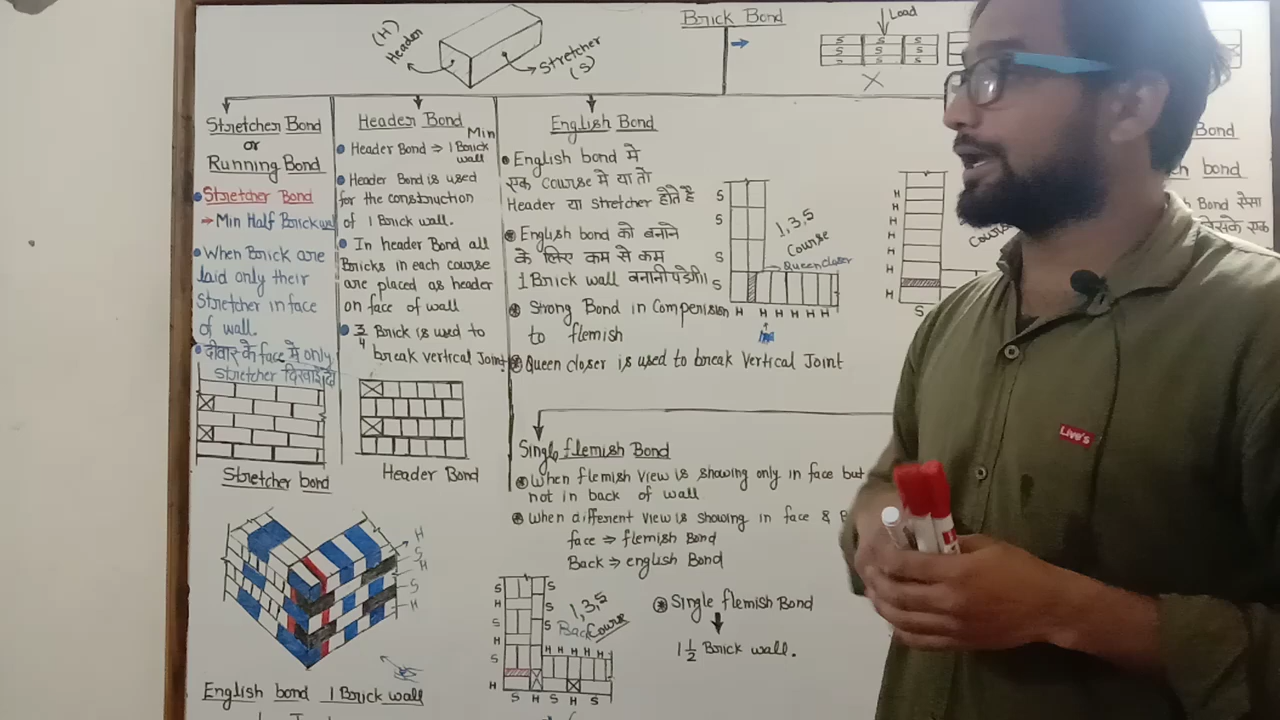 Brick Bond
(H)
Header
Stretcher
(S)
Load
S S S
S S S
S S S
X
Stretcher Bond
or
Running Bond
Stretcher Bond
→ Min Half Brick wall
When Brick are
laid only their
stretcher in face
of wall.
दीवार के face में only
stretcher दिखाई दे
Stretcher bond
Header Bond
Header Bond ⇒ 1 Brick
Min
wall
Header Bond is used
for the construction
of 1 Brick wall.
In header Bond all
Bricks in each course
are placed as header
on face of wall
3/4 Brick is used to
break vertical Joint
Header Bond
English Bond
English bond में
एक course में या तो
Header या Stretcher होते है
English bond को बनाने
के लिए कम से कम
1 Brick wall बनानी पड़ेगी।
Strong Bond in Comperision
to flemish
Queen closer is used to break Vertical Joint
S
S
S
S
H H H H H H
1,3,5
Course
Queen closer
H
H
H
H
H
H
S
Bond
bond
Single flemish Bond
When flemish view is showing only in face but
not in back of wall
When different view is showing in face &
face ⇒ flemish Bond
Back ⇒ english Bond
S
H
S
H
S
H
S
S
S
1,3,5
Course
H H H H H
S H S H S
Single flemish Bond
1 1/2 Brick wall.
H
S
H
S
H
English bond 1 Brick wall
Live's